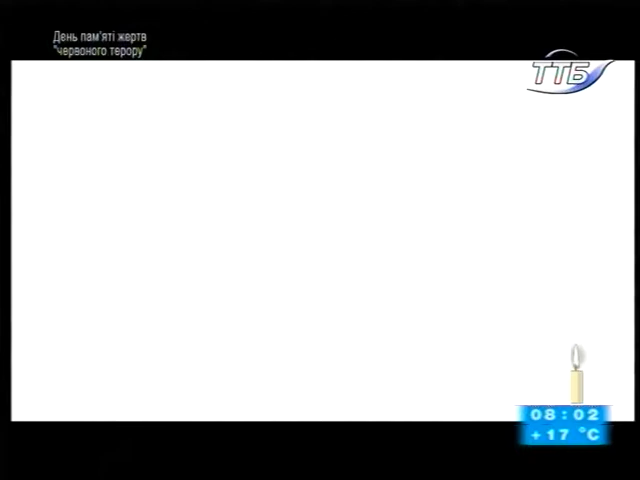 День пам'яті жертв
"червоного терору"
ТТБ
08:02
+17 °C